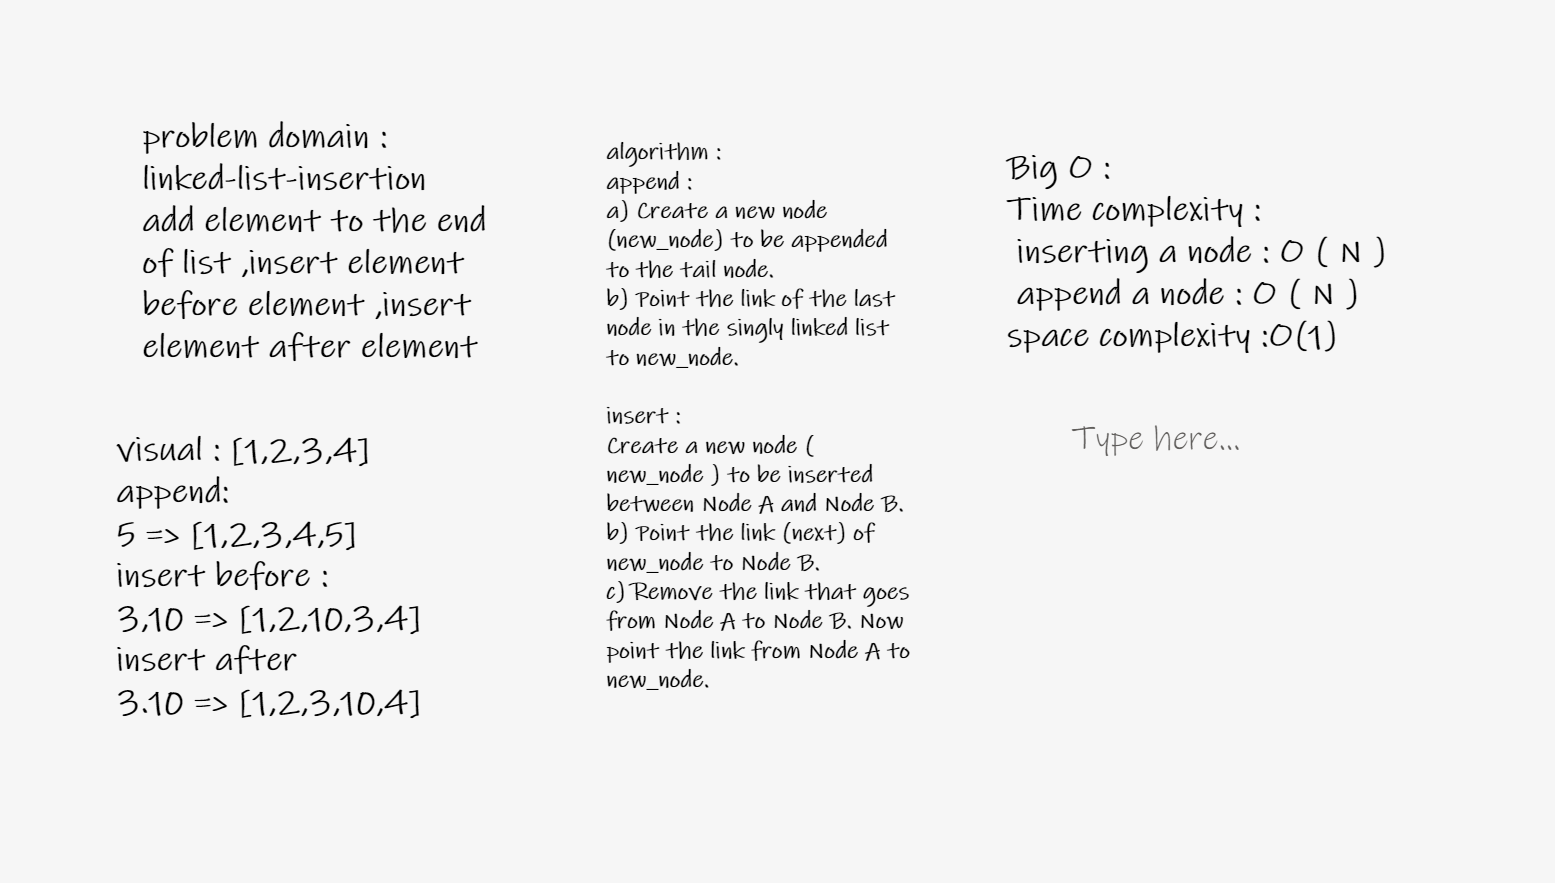 problem domain :
linked-list-insertion
add element to the end
of list ,insert element
before element ,insert
element after element
visual : [1,2,3,4]
append:
5 => [1,2,3,4,5]
insert before :
3,10 => [1,2,10,3,4]
insert after
3.10 => [1,2,3,10,4]
algorithm :
append :
a) Create a new node
(new_node) to be appended
to the tail node.
b) Point the link of the last
node in the singly linked list
to new_node.
insert :
Create a new node (
new_node ) to be inserted
between Node A and Node B.
b) Point the link (next) of
new_node to Node B.
c) Remove the link that goes
from Node A to Node B. Now
point the link from Node A to
new_node.
Big O :
Time complexity :
inserting a node : O ( N )
append a node : O ( N )
space complexity :O(1)
Type here...